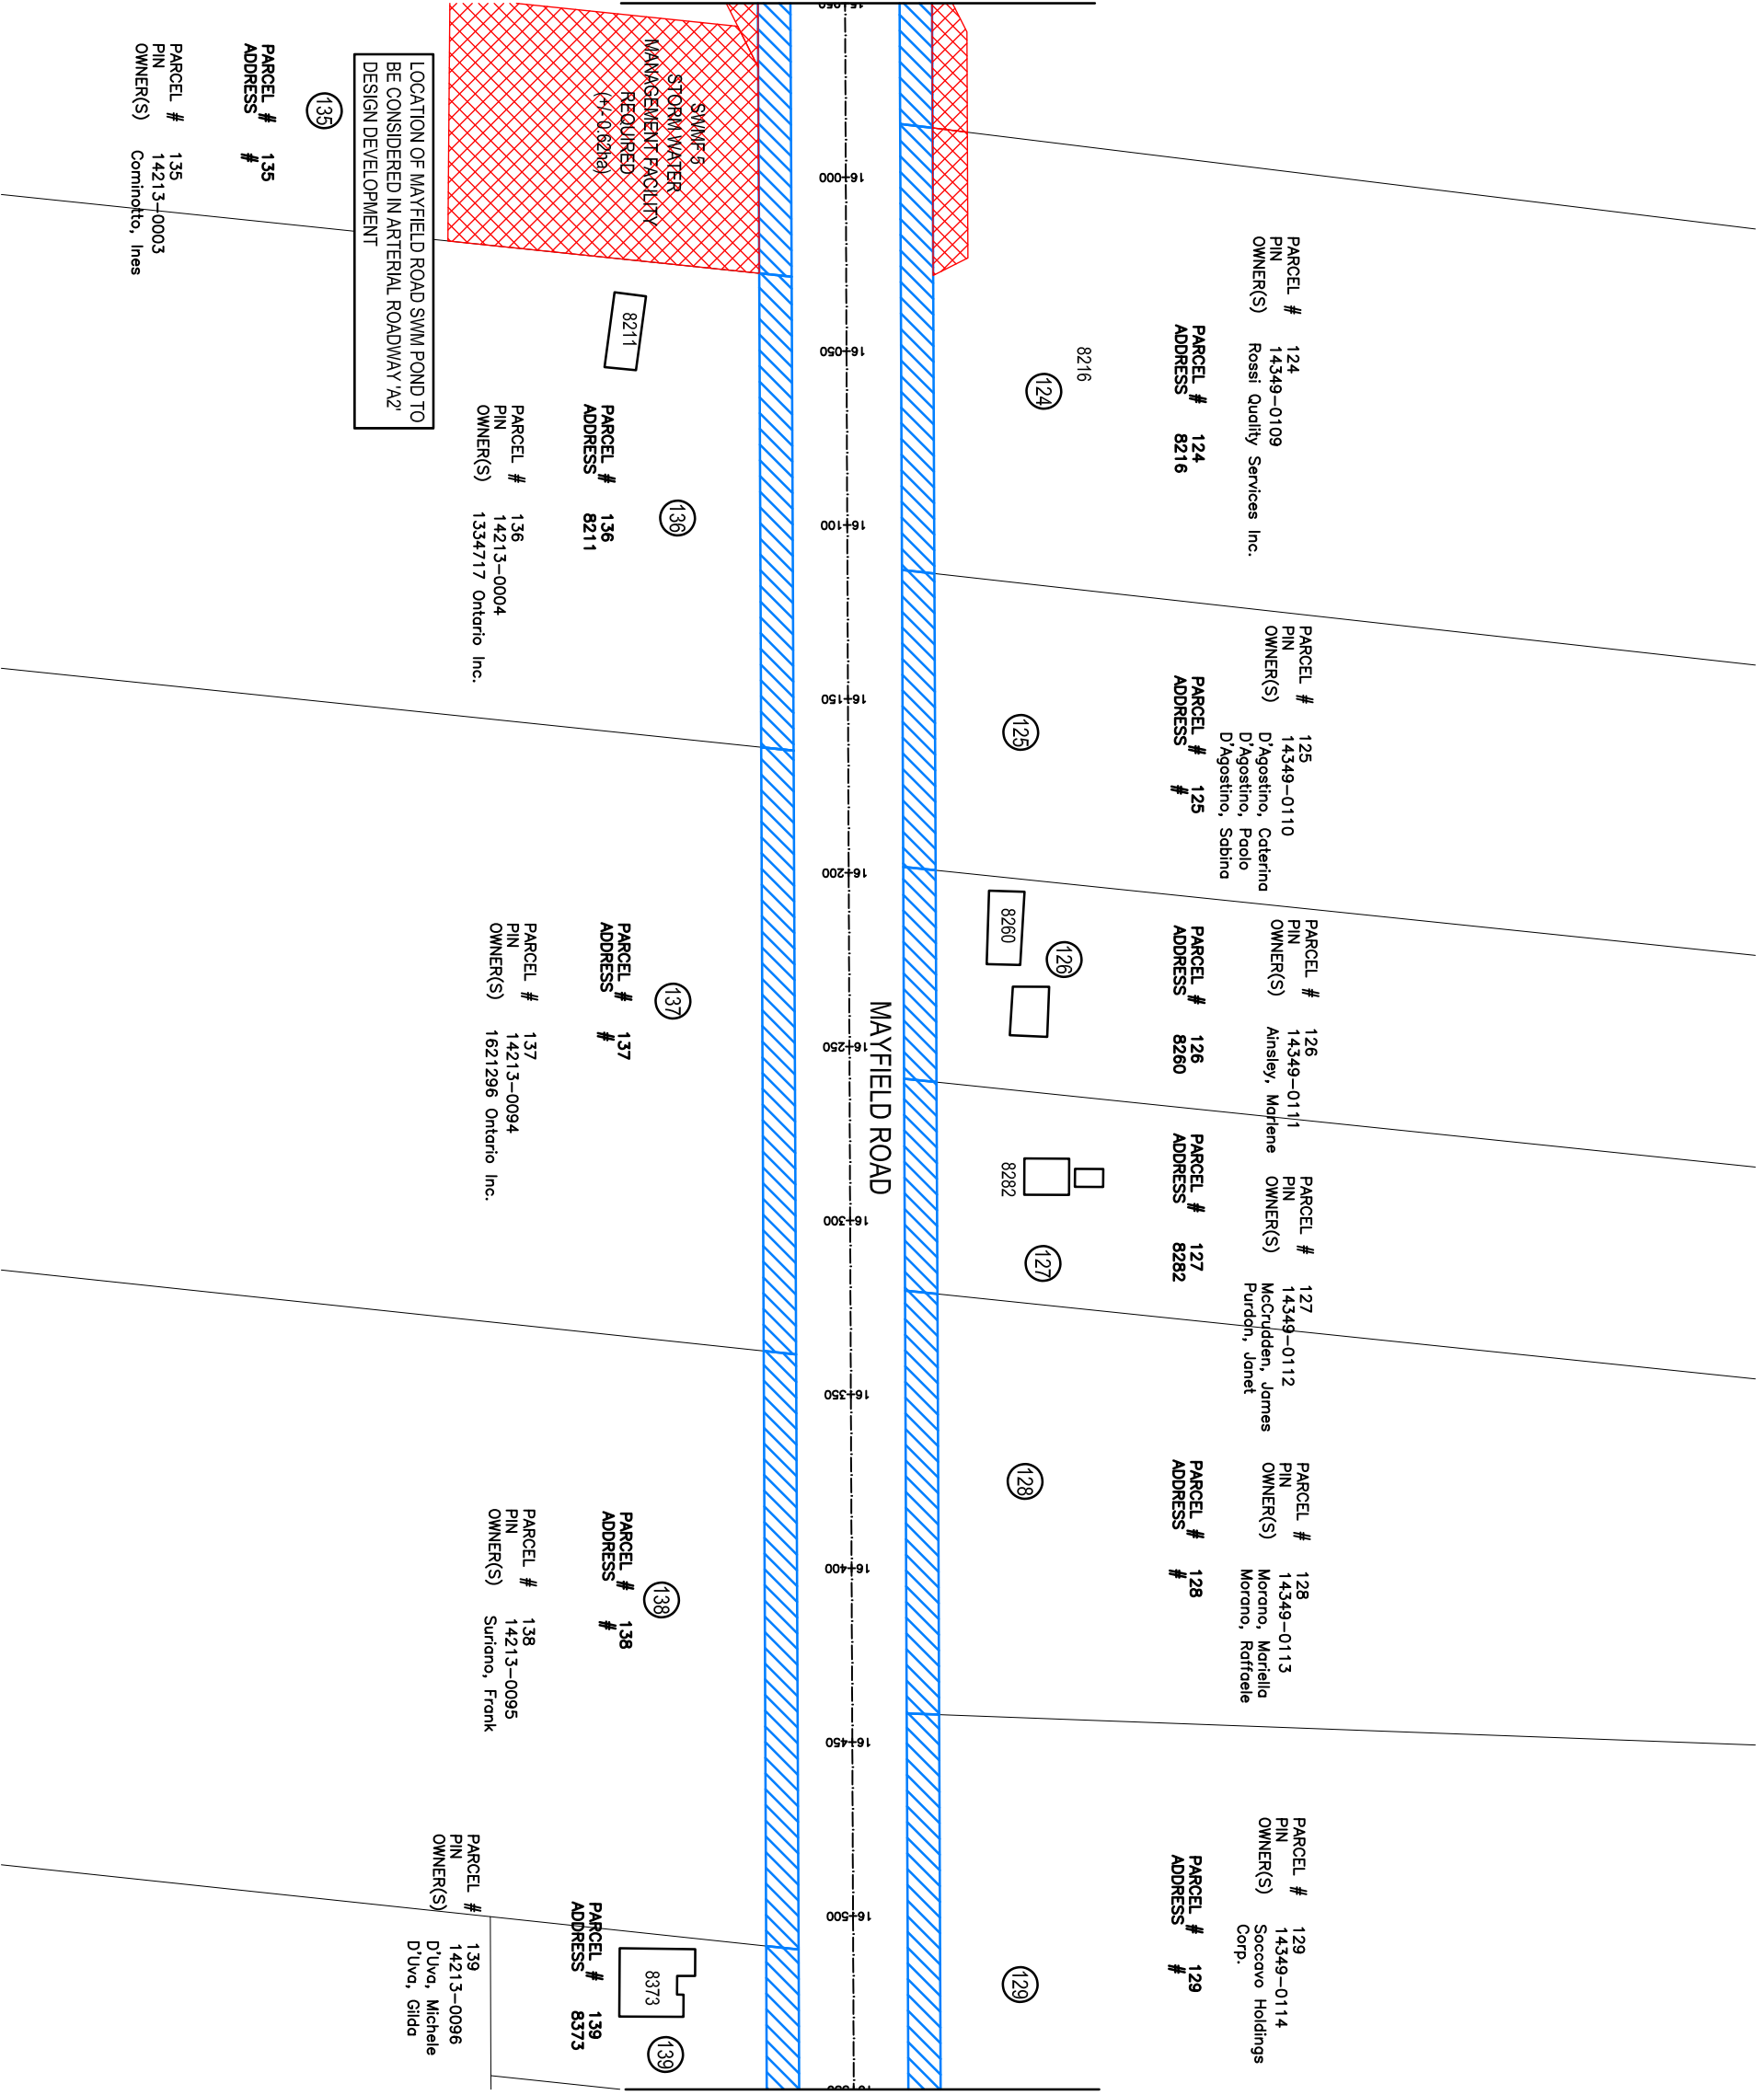 PARCEL # 124
PIN 14349-0109
OWNER(S) Rossi Quality Services Inc.
PARCEL # 124
ADDRESS 8216
8216
124
PARCEL # 125
PIN 14349-0110
OWNER(S) D'Agostino, Caterina
D'Agostino, Paolo
D'Agostino, Sabina
PARCEL # 125
ADDRESS #
125
PARCEL # 126
PIN 14349-0111
OWNER(S) Ainsley, Marlene
PARCEL # 126
ADDRESS 8260
126
8260
PARCEL # 127
PIN 14349-0112
OWNER(S) McCrudden, James
Purdon, Janet
PARCEL # 127
ADDRESS 8282
8282
127
PARCEL # 128
PIN 14349-0113
OWNER(S) Morano, Mariella
Morano, Raffaele
PARCEL # 128
ADDRESS #
128
PARCEL # 129
PIN 14349-0114
OWNER(S) Soccavo Holdings
Corp.
PARCEL # 129
ADDRESS #
129
MAYFIELD ROAD
16+000
16+050
16+100
16+150
16+200
16+250
16+300
16+350
16+400
16+450
16+500
SWMF 5
STORM WATER
MANAGEMENT FACILITY
REQUIRED
(+/- 0.62ha)
LOCATION OF MAYFIELD ROAD SWM POND TO
BE CONSIDERED IN ARTERIAL ROADWAY 'A2'
DESIGN DEVELOPMENT
135
PARCEL # 135
ADDRESS #
PARCEL # 135
PIN 14213-0003
OWNER(S) Cominotto, Ines
8211
136
PARCEL # 136
ADDRESS 8211
PARCEL # 136
PIN 14213-0004
OWNER(S) 1334717 Ontario Inc.
137
PARCEL # 137
ADDRESS #
PARCEL # 137
PIN 14213-0094
OWNER(S) 1621296 Ontario Inc.
138
PARCEL # 138
ADDRESS #
PARCEL # 138
PIN 14213-0095
OWNER(S) Suriano, Frank
8373
139
PARCEL # 139
ADDRESS 8373
PARCEL # 139
PIN 14213-0096
OWNER(S) D'Uva, Michele
D'Uva, Gilda